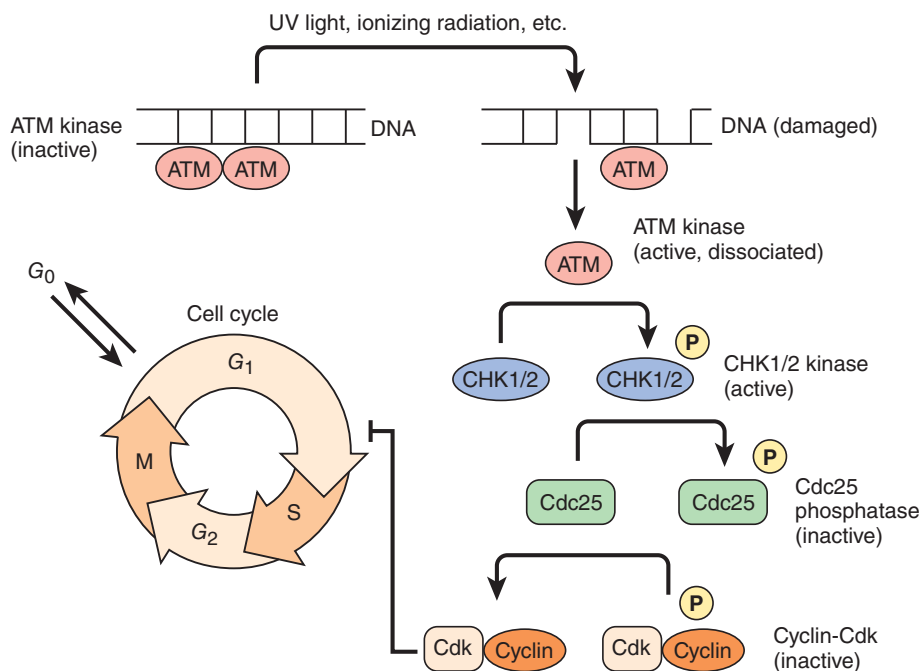 UV light, ionizing radiation, etc.
ATM kinase
(inactive)
DNA
DNA (damaged)
ATM
ATM
ATM
ATM kinase
(active, dissociated)
ATM
G0
Cell cycle
G1
P
CHK1/2
CHK1/2
CHK1/2 kinase
(active)
M
S
G2
P
Cdc25
Cdc25
Cdc25
phosphatase
(inactive)
P
Cdk
Cyclin
Cdk
Cyclin
Cyclin-Cdk
(inactive)